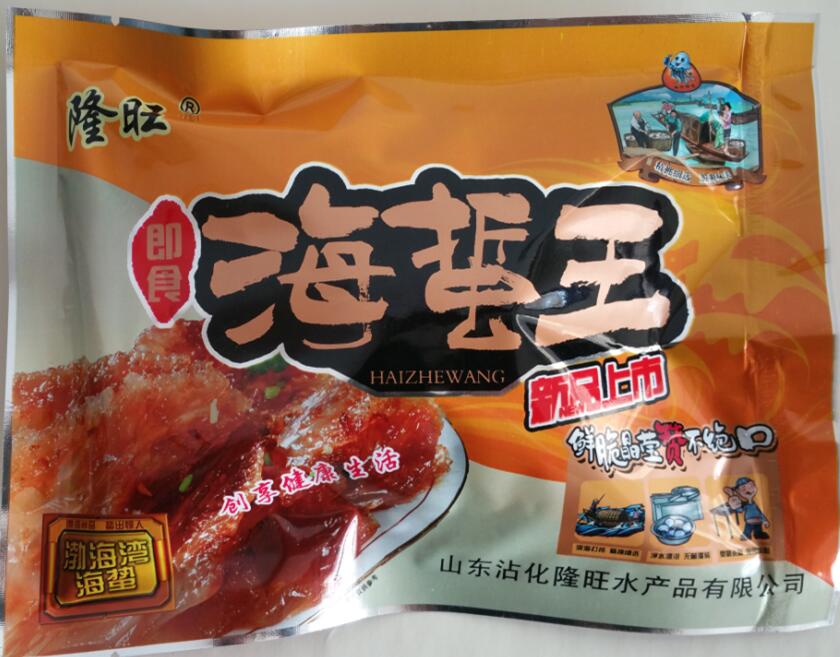 隆旺®
即食
海蜇王
HAIZHEWANG
新品上市
鲜脆晶莹赞不绝口
创享健康生活
渤海湾
海蜇
山东沾化隆旺水产品有限公司